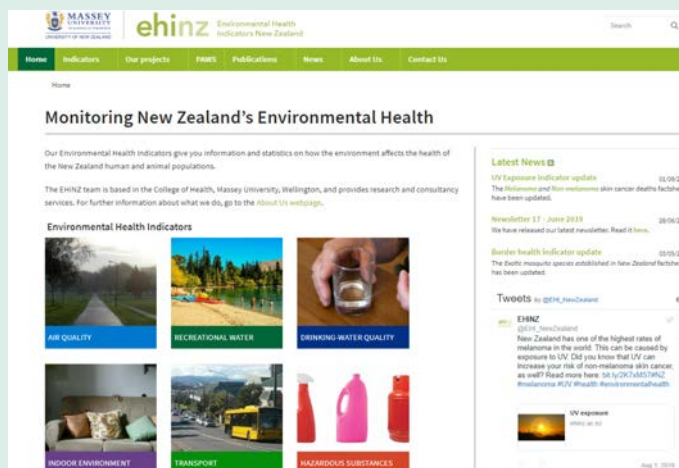 MASSEY
UNIVERSITY
UNIVERSITY OF NEW ZEALAND
ehinz
Environmental Health
Indicators New Zealand
Search
Home Indicators Our projects PAWS Publications News About Us Contact Us
Home
Monitoring New Zealand's Environmental Health
Our Environmental Health Indicators give you information and statistics on how the environment affects the health of
the New Zealand human and animal populations.
The EHINZ team is based in the College of Health, Massey University, Wellington, and provides research and consultancy
services. For further information about what we do, go to the About Us webpage.
Environmental Health Indicators
AIR QUALITY
RECREATIONAL WATER
DRINKING-WATER QUALITY
INDOOR ENVIRONMENT
TRANSPORT
HAZARDOUS SUBSTANCES
Latest News
UV Exposure indicator update
The Melanoma and Non-melanoma skin cancer deaths factshe
have been updated.
Newsletter 17 - June 2019
We have released our latest newsletter. Read it here.
Border health indicator update
The Exotic mosquito species established in New Zealand factshe
has been updated.
Tweets by @EHI_NewZealand
EHINZ
@EHI_NewZealand
New Zealand has one of the highest rates of
melanoma in the world. This can be caused by
exposure to UV. Did you know that UV can
increase your risk of non-melanoma skin cancer,
as well? Read more here:
#melanoma #UV #health #environmentalhealth
UV exposure
ehinz.ac.nz
Aug 1, 2019